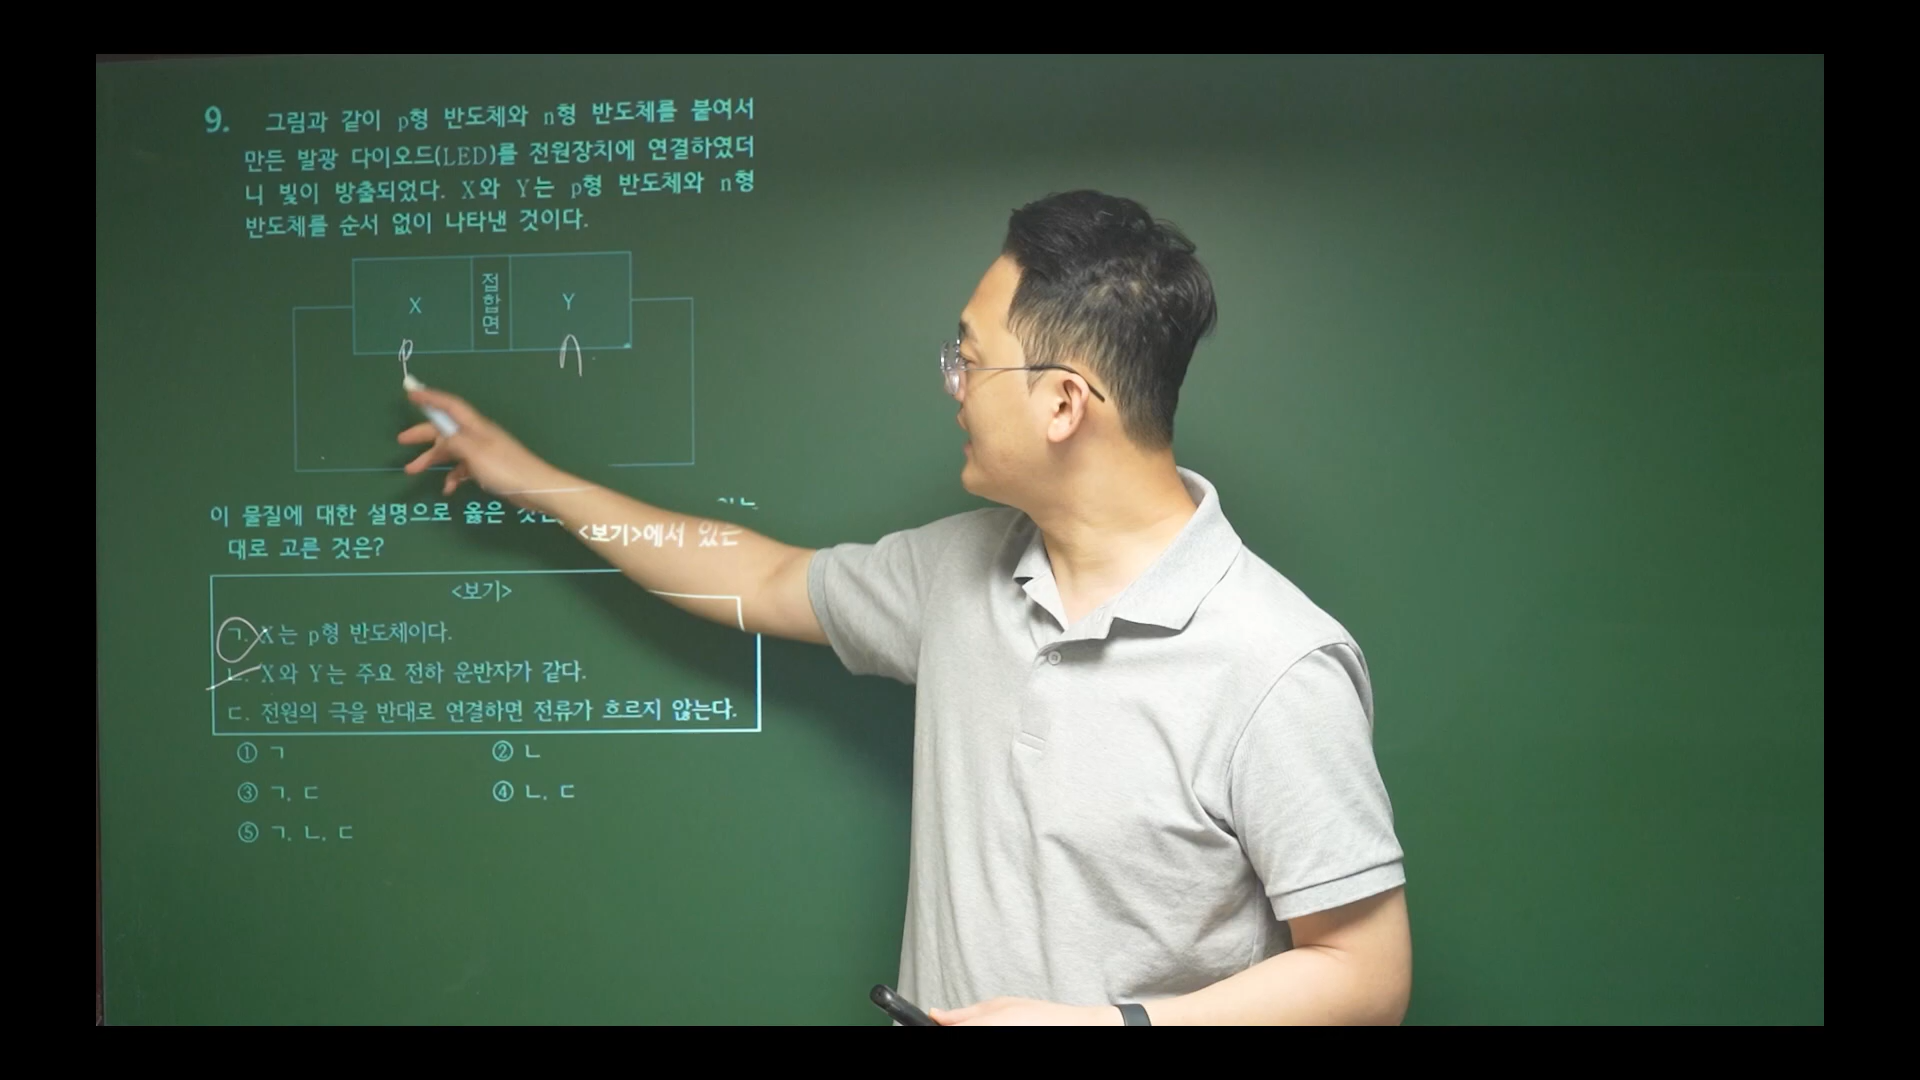 9. 그림과 같이 p형 반도체와 n형 반도체를 붙여서
만든 발광 다이오드(LED)를 전원장치에 연결하였더
니 빛이 방출되었다. X와 Y는 p형 반도체와 n형
반도체를 순서 없이 나타낸 것이다.
X 접합면 Y
p n
이 물질에 대한 설명으로 옳은 것은
<보기>에서 있는
대로 고른 것은?
<보기>
ㄱ. X는 p형 반도체이다.
ㄴ. X와 Y는 주요 전하 운반자가 같다.
ㄷ. 전원의 극을 반대로 연결하면 전류가 흐르지 않는다.
① ㄱ ② ㄴ
③ ㄱ, ㄷ ④ ㄴ, ㄷ
⑤ ㄱ, ㄴ, ㄷ